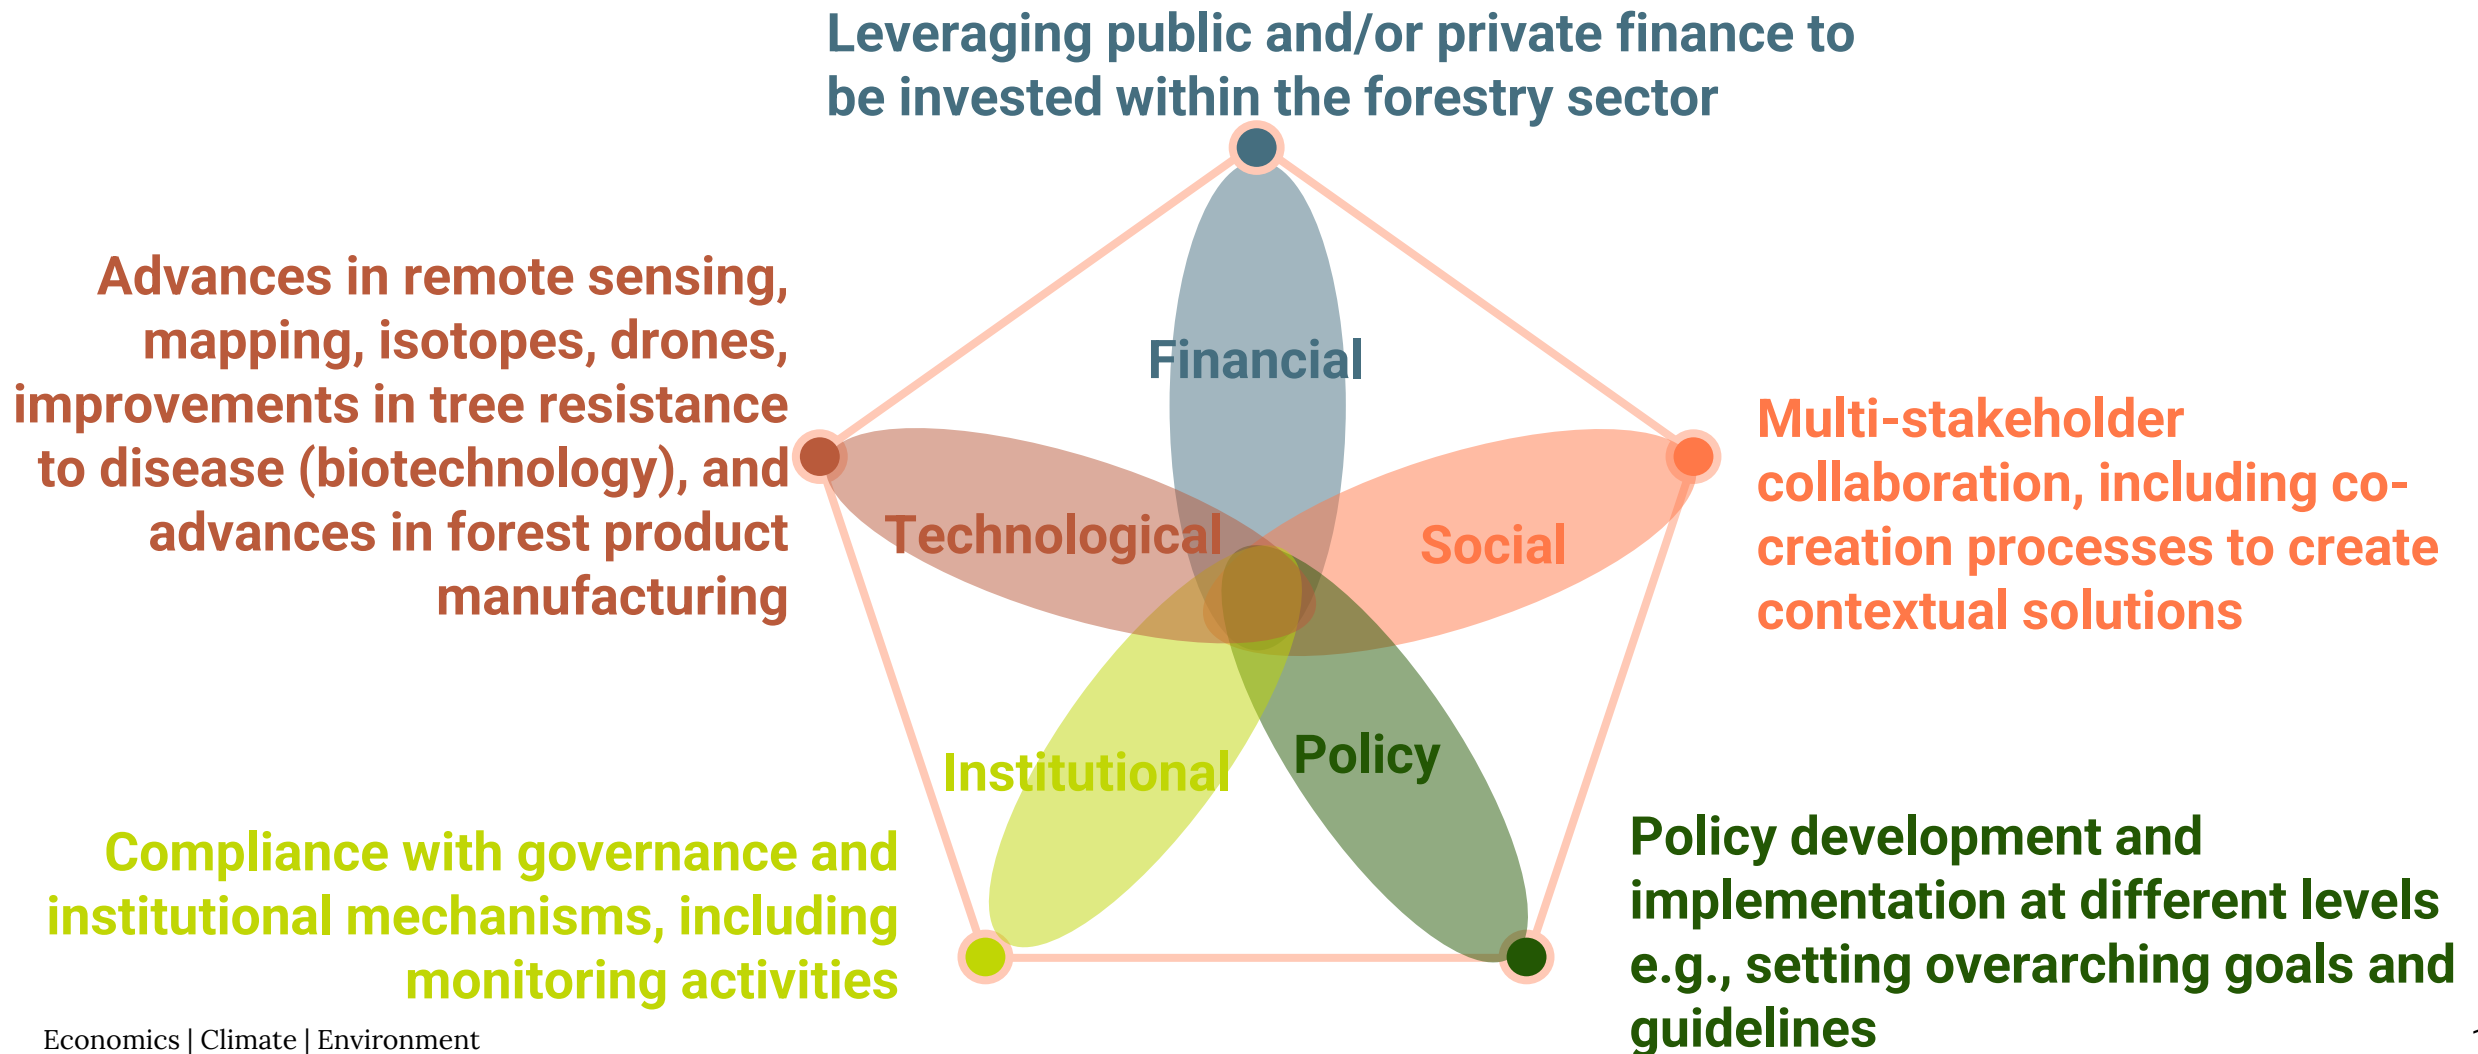 Leveraging public and/or private finance to
be invested within the forestry sector
Advances in remote sensing,
mapping, isotopes, drones,
improvements in tree resistance
to disease (biotechnology), and
advances in forest product
manufacturing
Financial
Technological
Social
Multi-stakeholder
collaboration, including co-
creation processes to create
contextual solutions
Institutional
Policy
Compliance with governance and
institutional mechanisms, including
monitoring activities
Policy development and
implementation at different levels
e.g., setting overarching goals and
guidelines
Economics | Climate | Environment